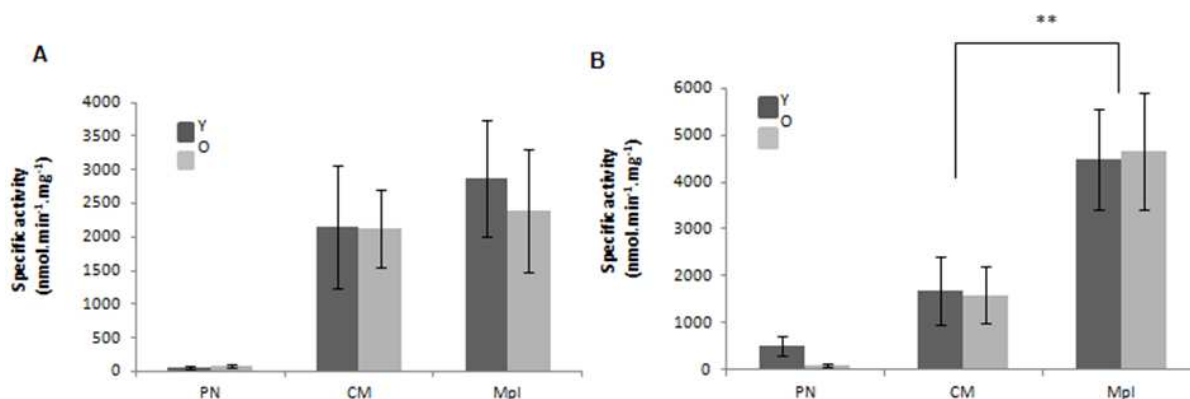 A
Specific activity
(nmol.min⁻¹.mg⁻¹)
4000
3500
3000
2500
2000
1500
1000
500
0
Y
O
PN
CM
Mpl
B
**
Specific activity
(nmol.min⁻¹.mg⁻¹)
6000
5000
4000
3000
2000
1000
0
Y
O
PN
CM
Mpl